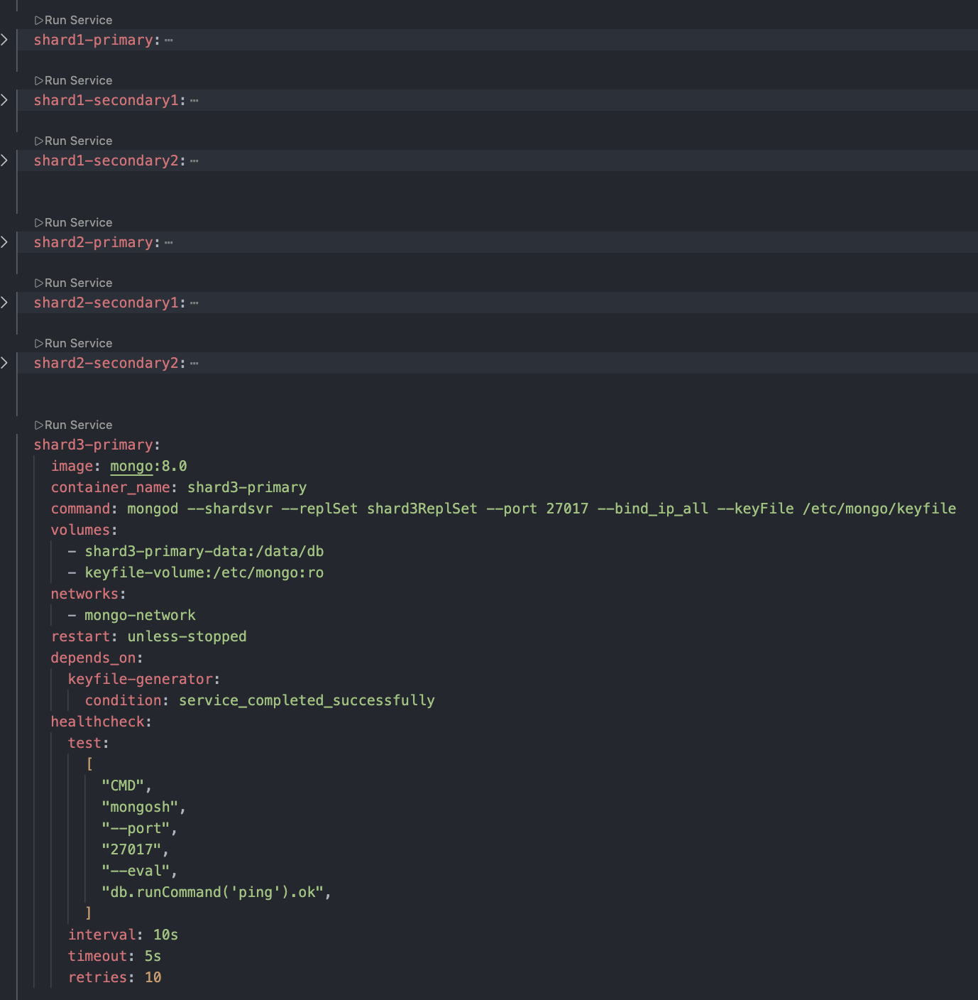 Run Service
shard1-primary: ⋯
Run Service
shard1-secondary1: ⋯
Run Service
shard1-secondary2: ⋯
Run Service
shard2-primary: ⋯
Run Service
shard2-secondary1: ⋯
Run Service
shard2-secondary2: ⋯
Run Service
shard3-primary:
image: mongo:8.0
container_name: shard3-primary
command: mongod --shardsvr --replSet shard3ReplSet --port 27017 --bind_ip_all --keyFile /etc/mongo/keyfile
volumes:
- shard3-primary-data:/data/db
- keyfile-volume:/etc/mongo:ro
networks:
- mongo-network
restart: unless-stopped
depends_on:
keyfile-generator:
condition: service_completed_successfully
healthcheck:
test:
[
"CMD",
"mongosh",
"--port",
"27017",
"--eval",
"db.runCommand('ping').ok",
]
interval: 10s
timeout: 5s
retries: 10